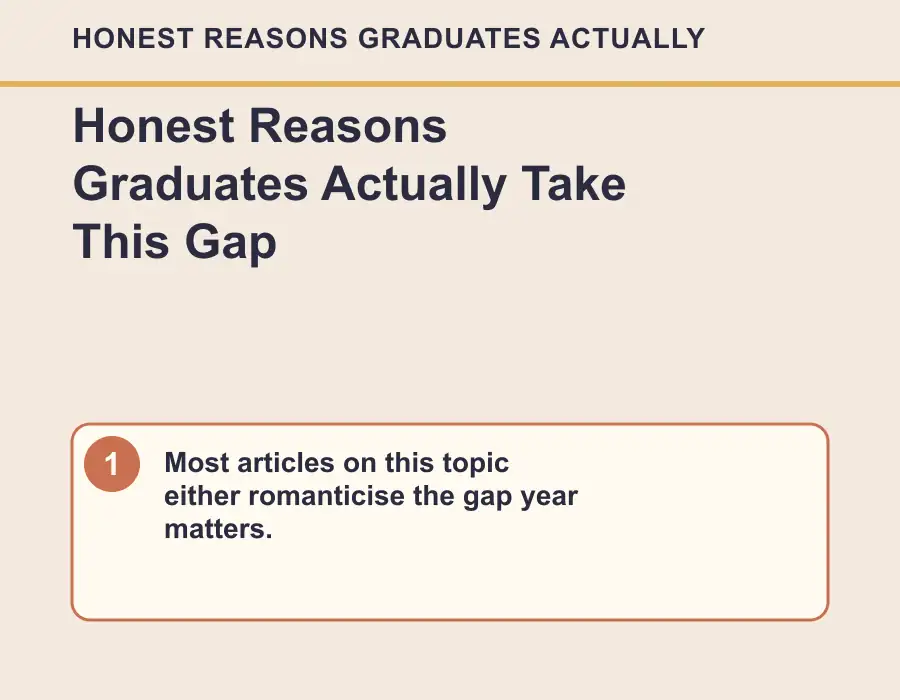 HONEST REASONS GRADUATES ACTUALLY
Honest Reasons
Graduates Actually Take
This Gap
1
Most articles on this topic
either romanticise the gap year
matters.